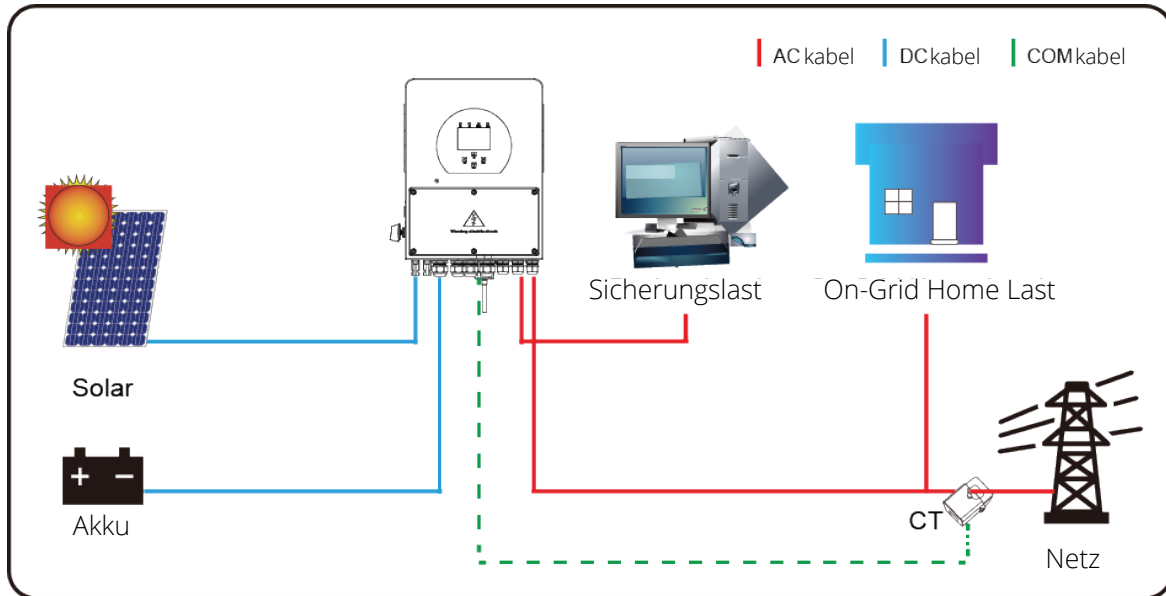 AC kabel
DC kabel
COM kabel
Sicherungslast
On-Grid Home Last
Solar
Akku
CT
Netz